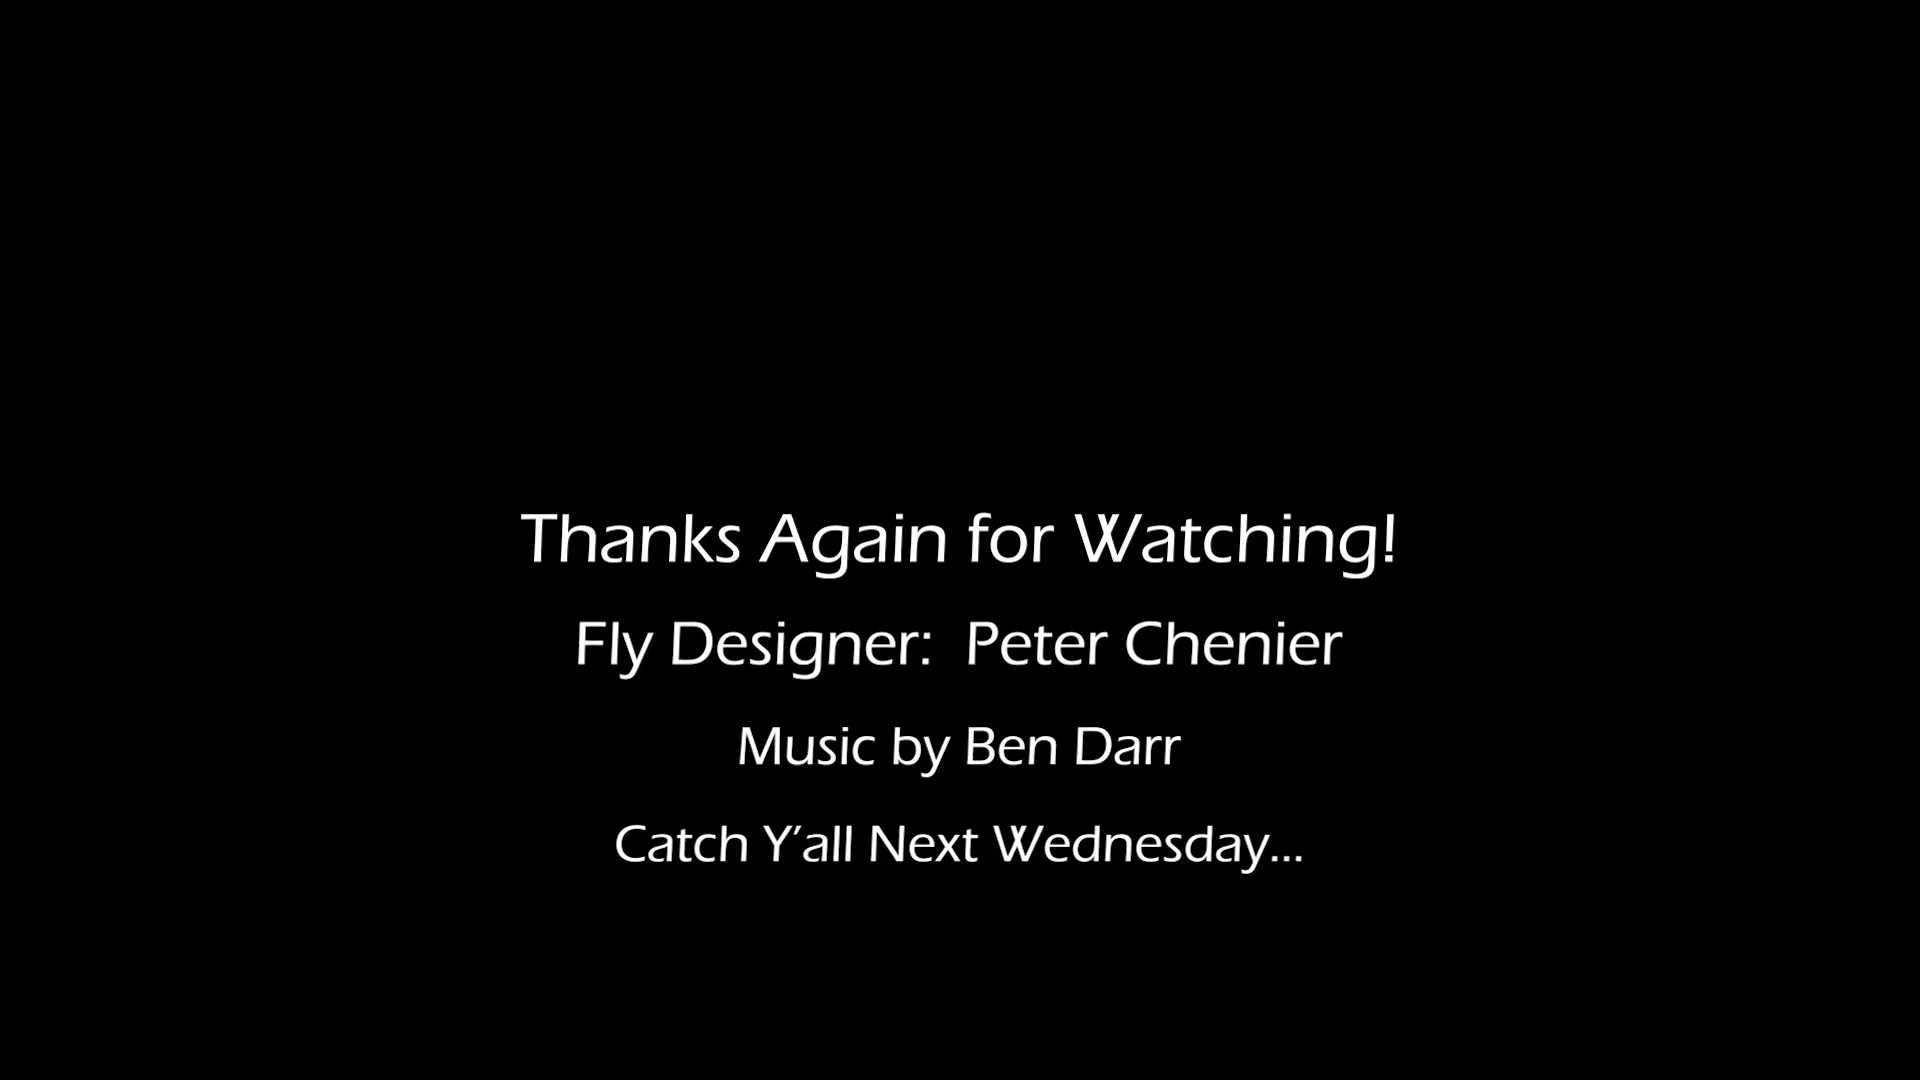 Thanks Again for Watching!
Fly Designer:  Peter Chenier
Music by Ben Darr
Catch Y’all Next Wednesday...